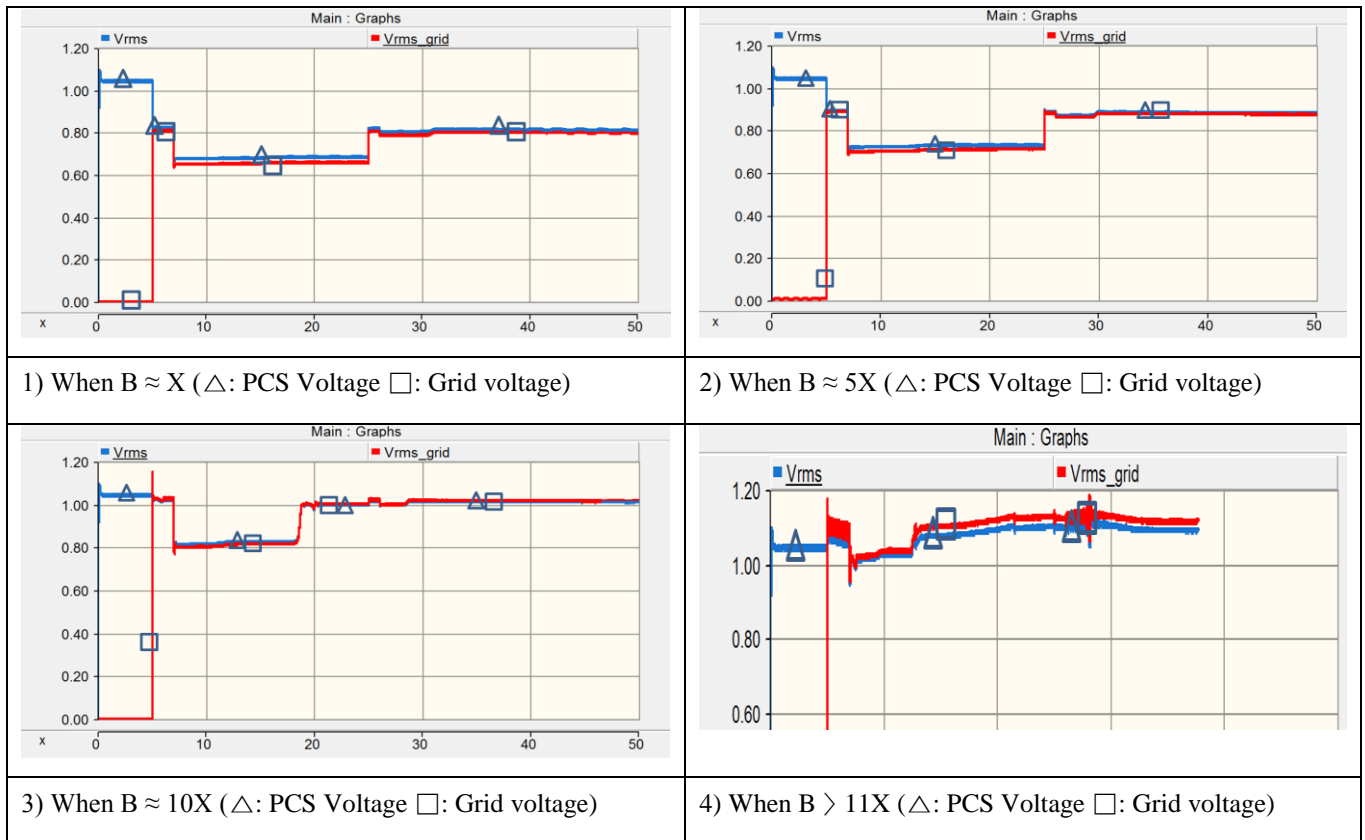 Main : Graphs
Vrms Vrms_grid
1.20
1.00
0.80
0.60
0.40
0.20
0.00
x 0 10 20 30 40 50
1) When B ≈ X (△: PCS Voltage □: Grid voltage)
Main : Graphs
Vrms Vrms_grid
1.20
1.00
0.80
0.60
0.40
0.20
0.00
x 0 10 20 30 40 50
2) When B ≈ 5X (△: PCS Voltage □: Grid voltage)
Main : Graphs
Vrms Vrms_grid
1.20
1.00
0.80
0.60
0.40
0.20
0.00
x 0 10 20 30 40 50
3) When B ≈ 10X (△: PCS Voltage □: Grid voltage)
Main : Graphs
Vrms Vrms_grid
1.20
1.00
0.80
0.60
4) When B 〉 11X (△: PCS Voltage □: Grid voltage)